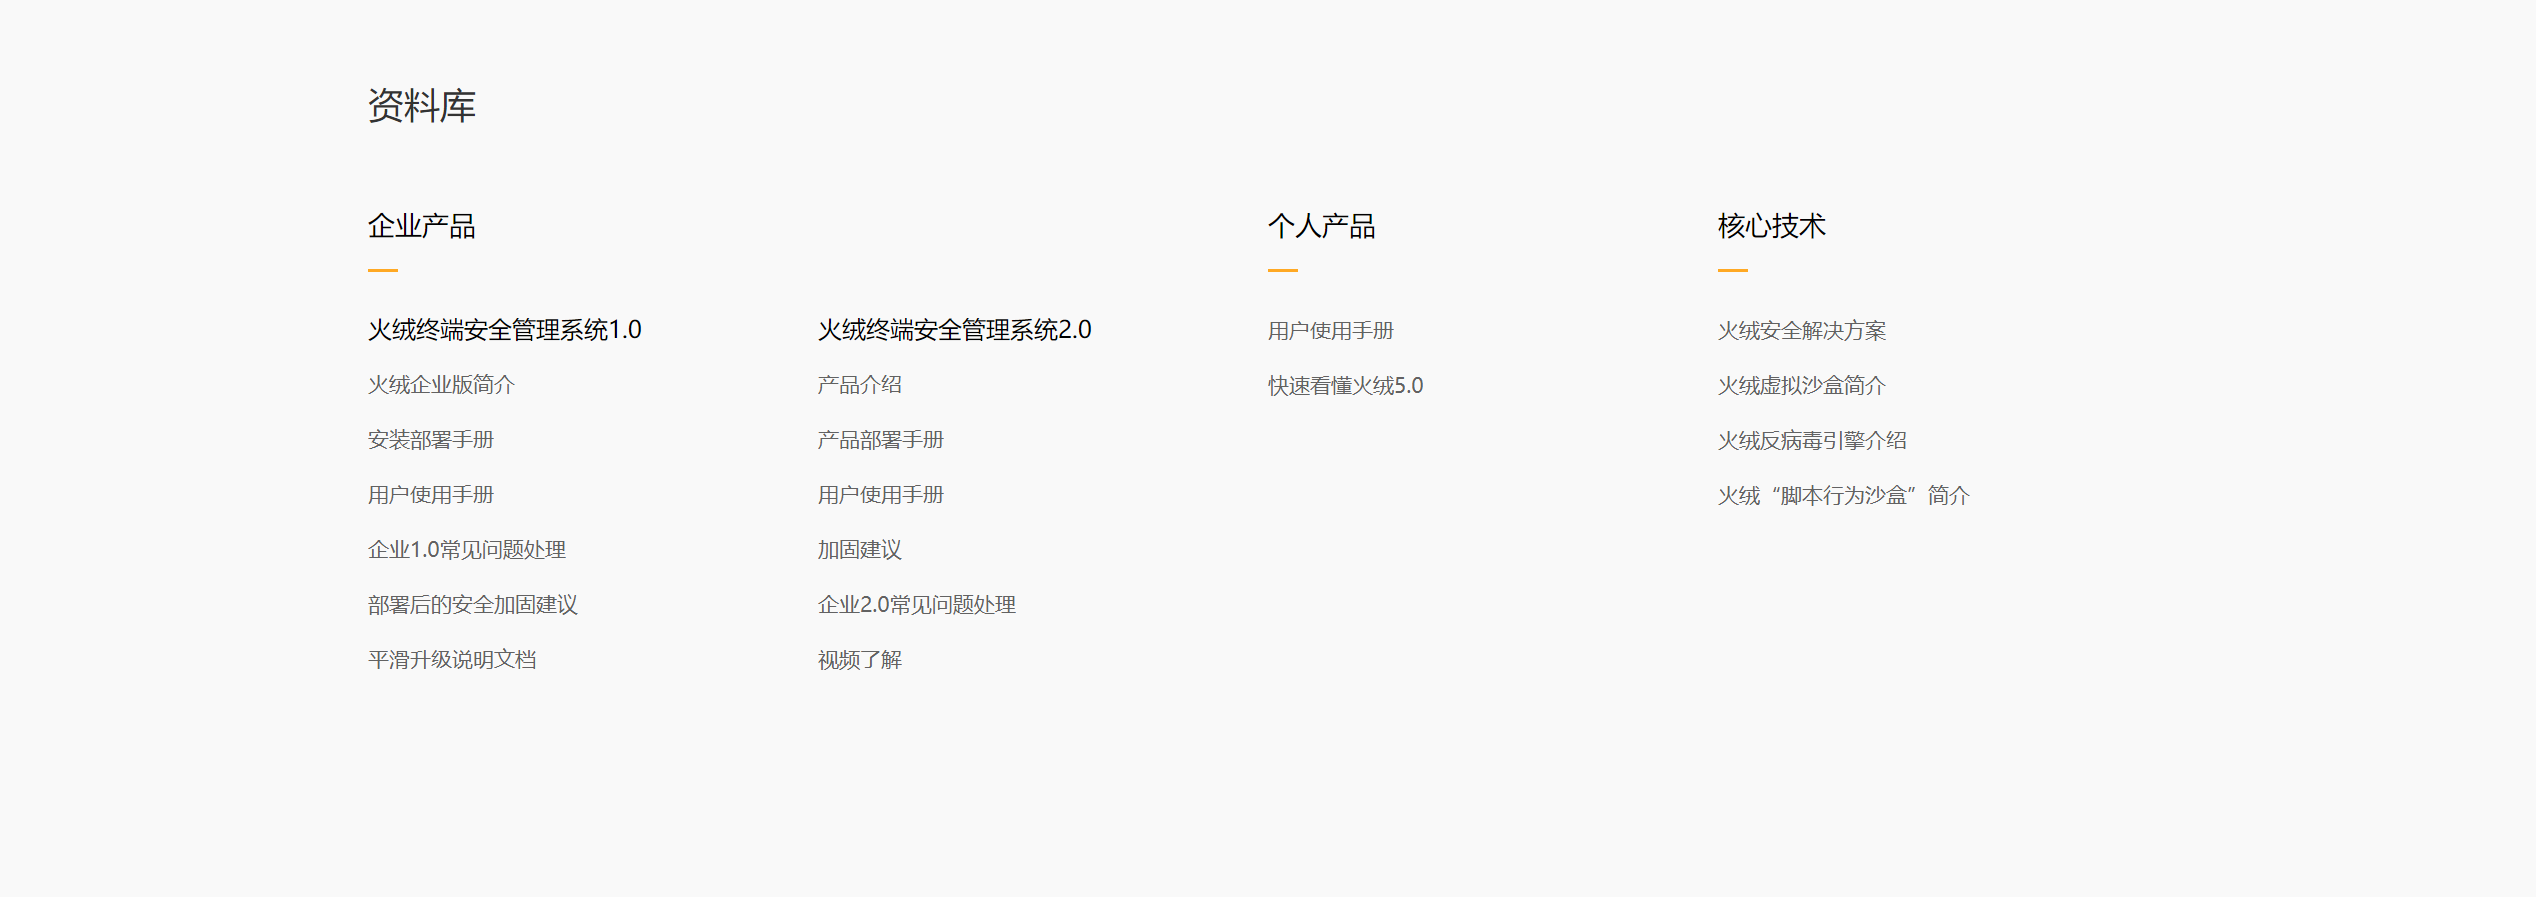 资料库
企业产品
火绒终端安全管理系统1.0
火绒企业版简介
安装部署手册
用户使用手册
企业1.0常见问题处理
部署后的安全加固建议
平滑升级说明文档
火绒终端安全管理系统2.0
产品介绍
产品部署手册
用户使用手册
加固建议
企业2.0常见问题处理
视频了解
个人产品
用户使用手册
快速看懂火绒5.0
核心技术
火绒安全解决方案
火绒虚拟沙盒简介
火绒反病毒引擎介绍
火绒“脚本行为沙盒”简介